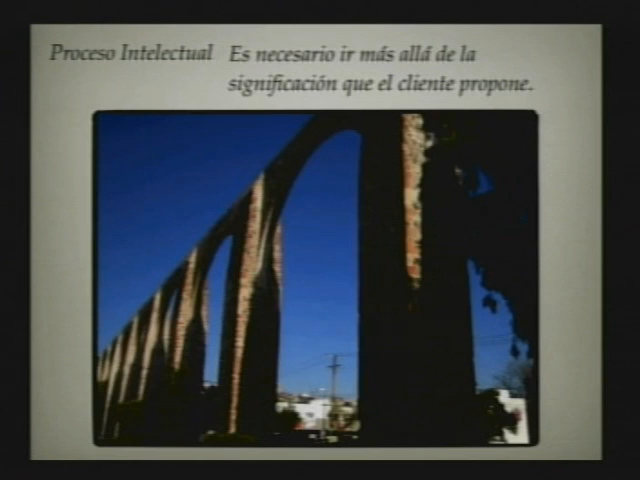 Proceso Intelectual Es necesario ir más allá de la
significación que el cliente propone.